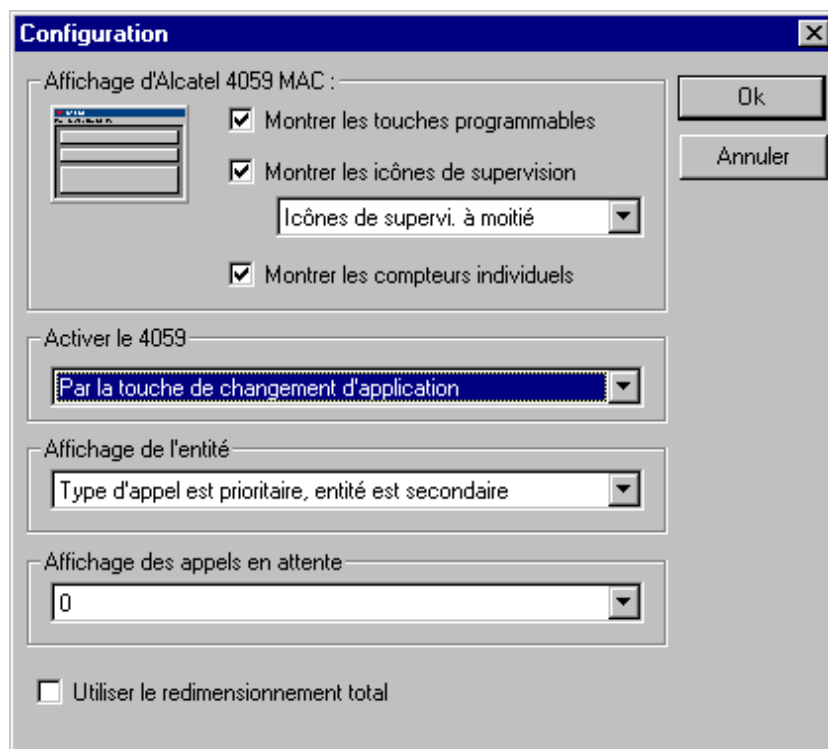 Configuration
Affichage d'Alcatel 4059 MAC :
Ok
Montrer les touches programmables
Annuler
Montrer les icônes de supervision
Icônes de supervi. à moitié
Montrer les compteurs individuels
Activer le 4059
Par la touche de changement d'application
Affichage de l'entité
Type d'appel est prioritaire, entité est secondaire
Affichage des appels en attente
0
Utiliser le redimensionnement total